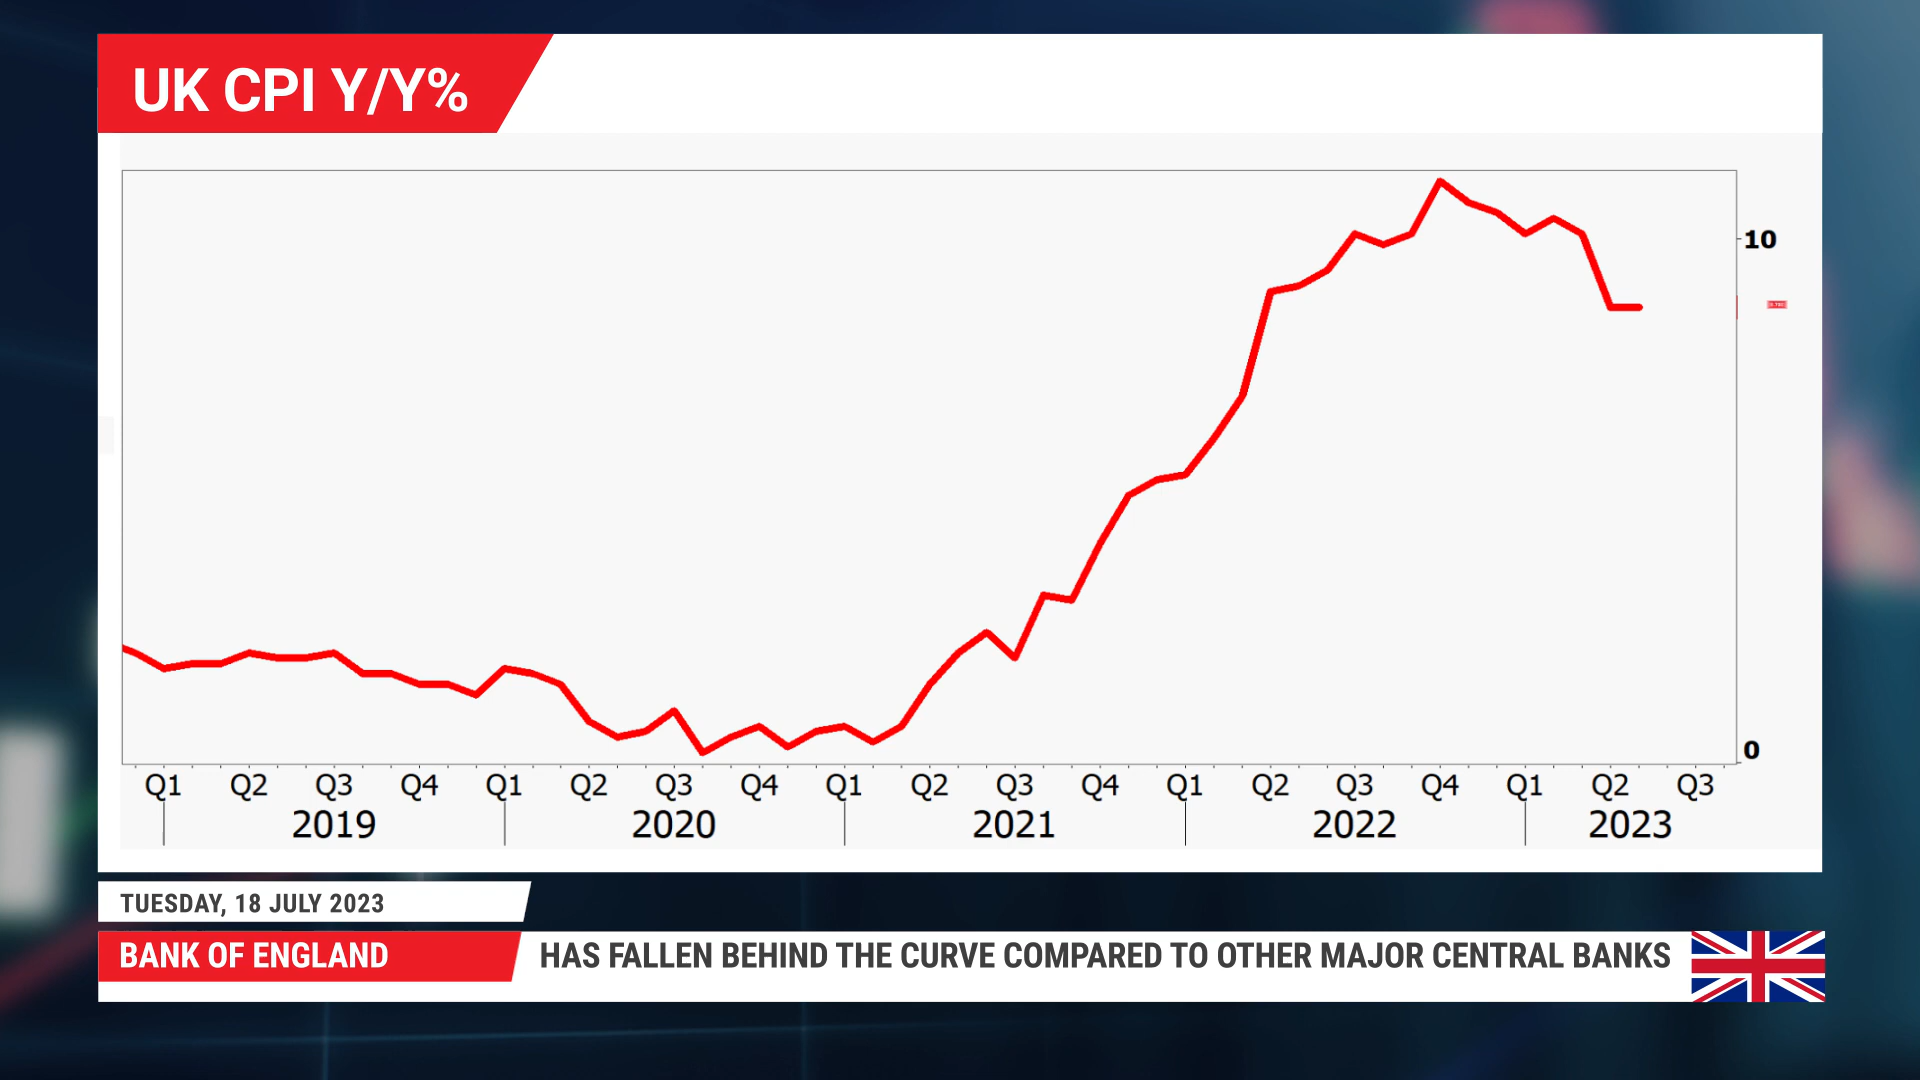 UK CPI Y/Y%
10
0
Q1 Q2 Q3 Q4 Q1 Q2 Q3 Q4 Q1 Q2 Q3 Q4 Q1 Q2 Q3 Q4 Q1 Q2 Q3
2019 2020 2021 2022 2023
TUESDAY, 18 JULY 2023
BANK OF ENGLAND HAS FALLEN BEHIND THE CURVE COMPARED TO OTHER MAJOR CENTRAL BANKS